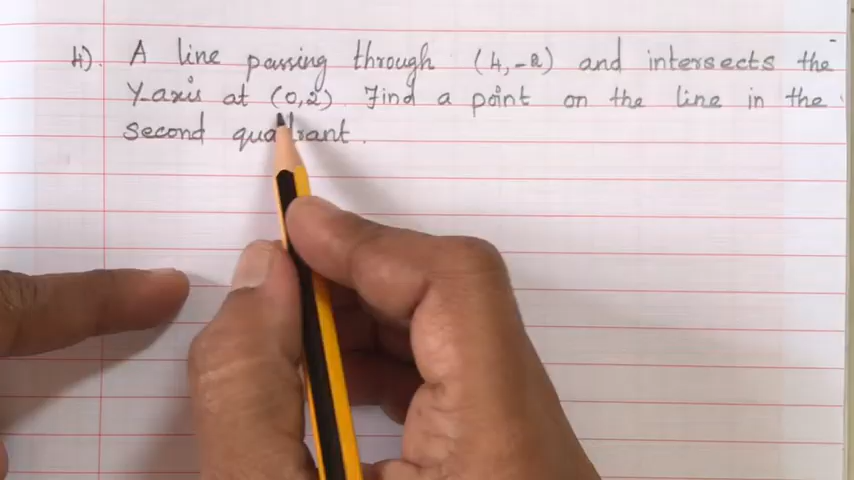 4). A line passing through (4,-2) and intersects the
Y-axis at (0,2). Find a point on the line in the
second quadrant.